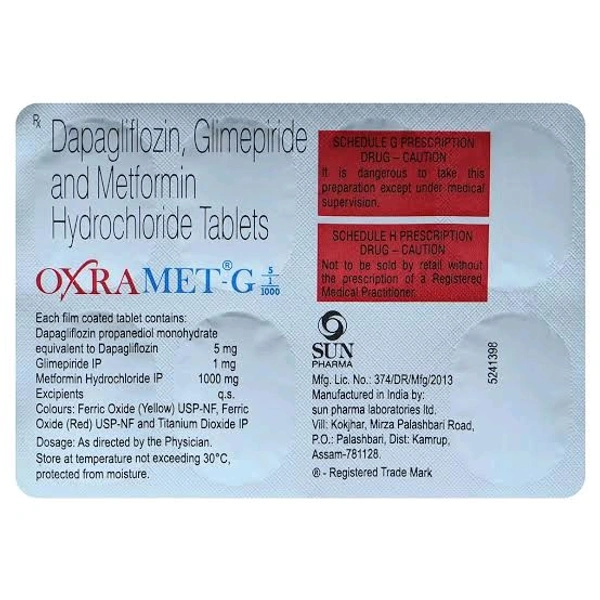 Rx
Dapagliflozin, Glimepiride
and Metformin
Hydrochloride Tablets
OXRAMET®-G 5/1/1000
Each film coated tablet contains:
Dapagliflozin propanediol monohydrate
equivalent to Dapagliflozin 5 mg
Glimepiride IP 1 mg
Metformin Hydrochloride IP 1000 mg
Excipients q.s.
Colours: Ferric Oxide (Yellow) USP-NF, Ferric
Oxide (Red) USP-NF and Titanium Dioxide IP
Dosage: As directed by the Physician.
Store at temperature not exceeding 30°C,
protected from moisture.
SCHEDULE G PRESCRIPTION
DRUG – CAUTION
It is dangerous to take this
preparation except under medical
supervision.
SCHEDULE H PRESCRIPTION
DRUG – CAUTION
Not to be sold by retail without
the prescription of a Registered
Medical Practitioner.
SUN
PHARMA
Mfg. Lic. No.: 374/DR/Mfg/2013
Manufactured in India by:
sun pharma laboratories ltd.
Vill: Kokjhar, Mirza Palashbari Road,
P.O.: Palashbari, Dist: Kamrup,
Assam-781128.
® - Registered Trade Mark
5241398